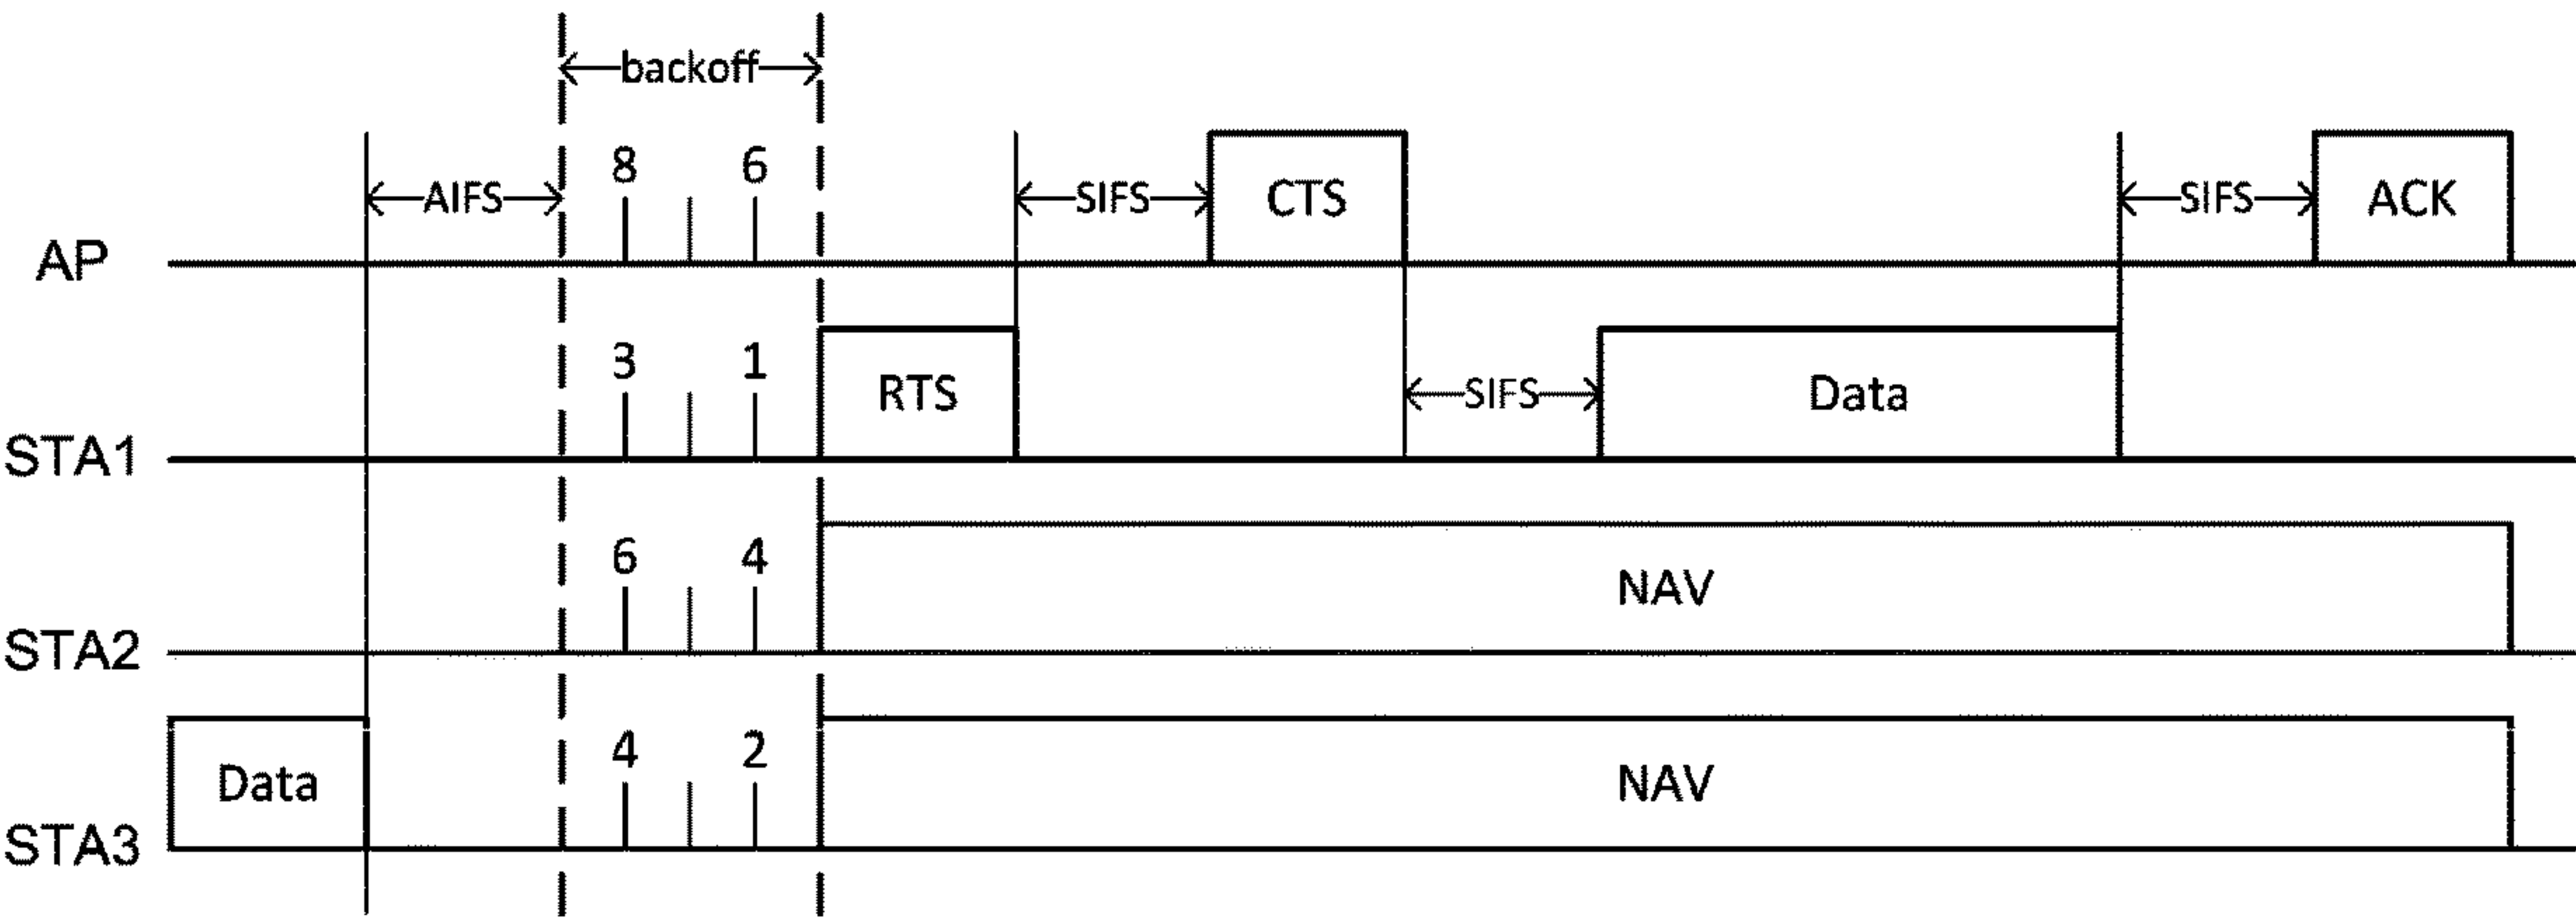 backoff
8 6
AIFS SIFS CTS SIFS ACK
AP
3 1
RTS SIFS Data
STA1
6 4
NAV
STA2
4 2
Data NAV
STA3